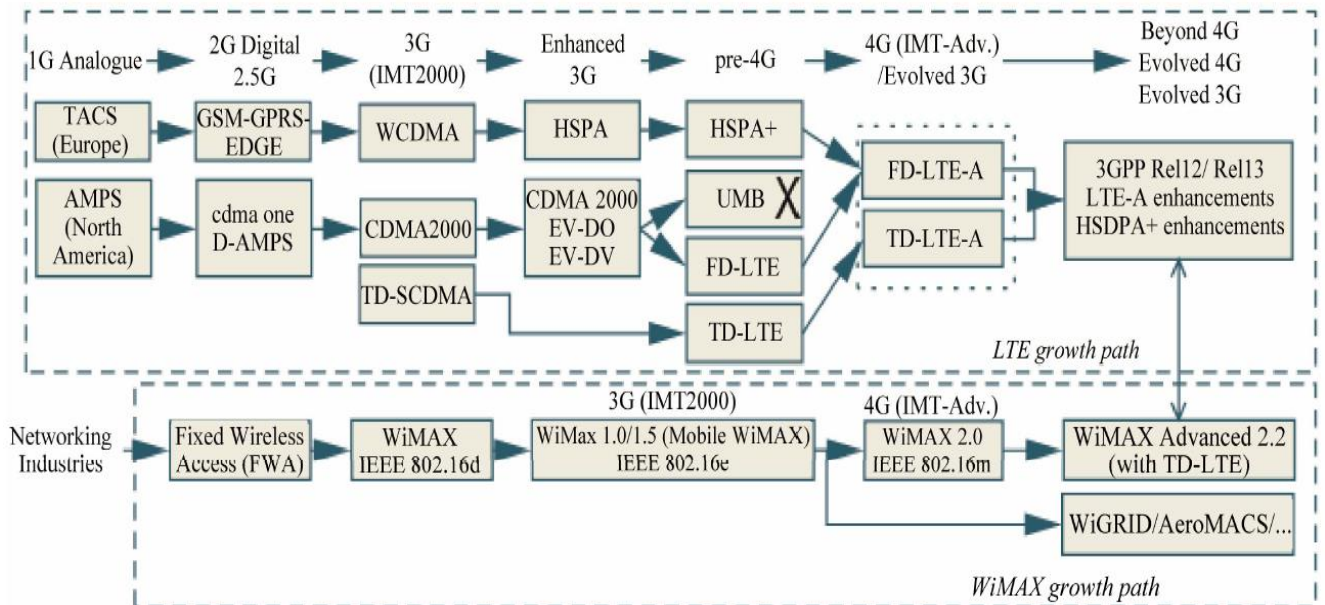 1G Analogue
2G Digital
2.5G
3G
(IMT2000)
Enhanced
3G
pre-4G
4G (IMT-Adv.)
/Evolved 3G
Beyond 4G
Evolved 4G
Evolved 3G
TACS
(Europe)
GSM-GPRS-
EDGE
WCDMA
HSPA
HSPA+
FD-LTE-A
3GPP Rel12/ Rel13
LTE-A enhancements
HSDPA+ enhancements
AMPS
(North
America)
cdma one
D-AMPS
CDMA2000
CDMA 2000
EV-DO
EV-DV
UMB X
FD-LTE
TD-LTE-A
TD-SCDMA
TD-LTE
LTE growth path
Networking
Industries
Fixed Wireless
Access (FWA)
WiMAX
IEEE 802.16d
3G (IMT2000)
WiMax 1.0/1.5 (Mobile WiMAX)
IEEE 802.16e
4G (IMT-Adv.)
WiMAX 2.0
IEEE 802.16m
WiMAX Advanced 2.2
(with TD-LTE)
WiGRID/AeroMACS/...
WiMAX growth path